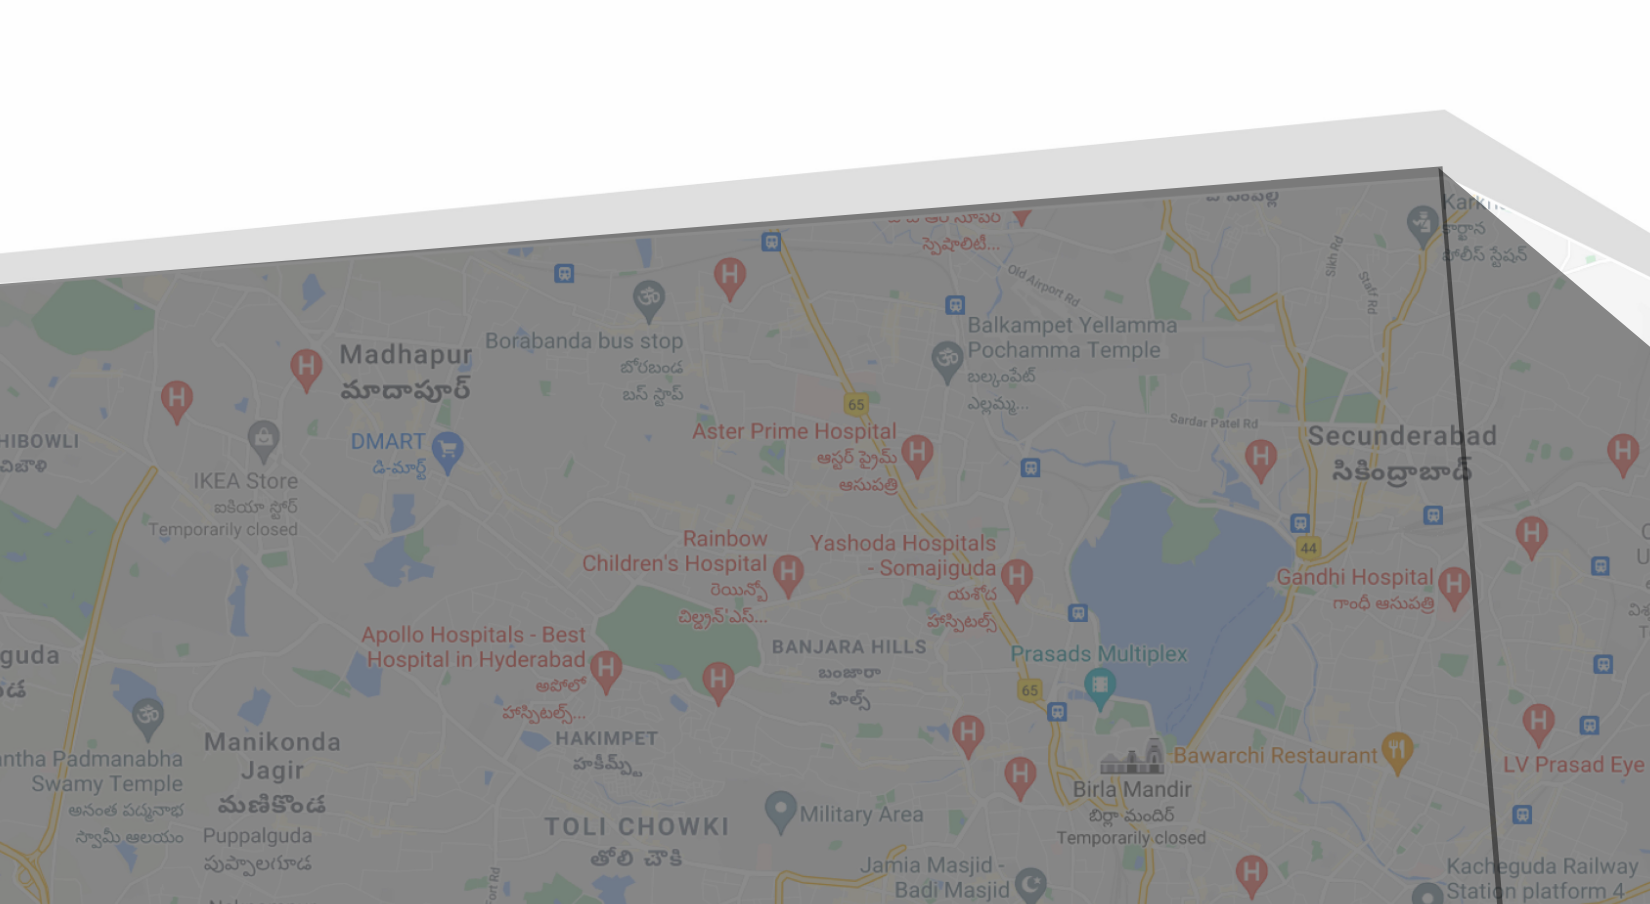 కార్ఖాన
పోలీస్ స్టేషన్
స్పెషాలిటీ...
Old Airport Rd
Sikh Rd
Staff Rd
Borabanda bus stop
బోరబండ
బస్ స్టాప్
Balkampet Yellamma
Pochamma Temple
బల్కంపేట్
ఎల్లమ్మ...
Madhapur
మాదాపూర్
65
Sardar Patel Rd
Aster Prime Hospital
ఆస్టర్ ప్రైమ్
ఆసుపత్రి
Secunderabad
సికింద్రాబాద్
HIBOWLI
చిబౌళి
DMART
డి-మార్ట్
IKEA Store
ఐకియా స్టోర్
Temporarily closed
Rainbow
Children's Hospital
రెయిన్బో
చిల్డ్రన్'ఎస్...
Yashoda Hospitals
- Somajiguda
యశోద
హాస్పిటల్స్
44
Gandhi Hospital
గాంధీ ఆసుపత్రి
Apollo Hospitals - Best
Hospital in Hyderabad
అపోలో
హాస్పిటల్స్...
BANJARA HILLS
బంజారా
హిల్స్
Prasads Multiplex
65
guda
డ
HAKIMPET
హకీమ్ప్ట్
Manikonda
Jagir
మణికొండ
Puppalguda
పుప్పాలగూడ
antha Padmanabha
Swamy Temple
అనంత పద్మనాభ
స్వామీ ఆలయం
Bawarchi Restaurant
LV Prasad Eye
Birla Mandir
బిర్లా మందిర్
Temporarily closed
Military Area
TOLI CHOWKI
తోలి చౌకి
Jamia Masjid -
Badi Masjid
Kacheguda Railway
Station platform 4
ort Rd